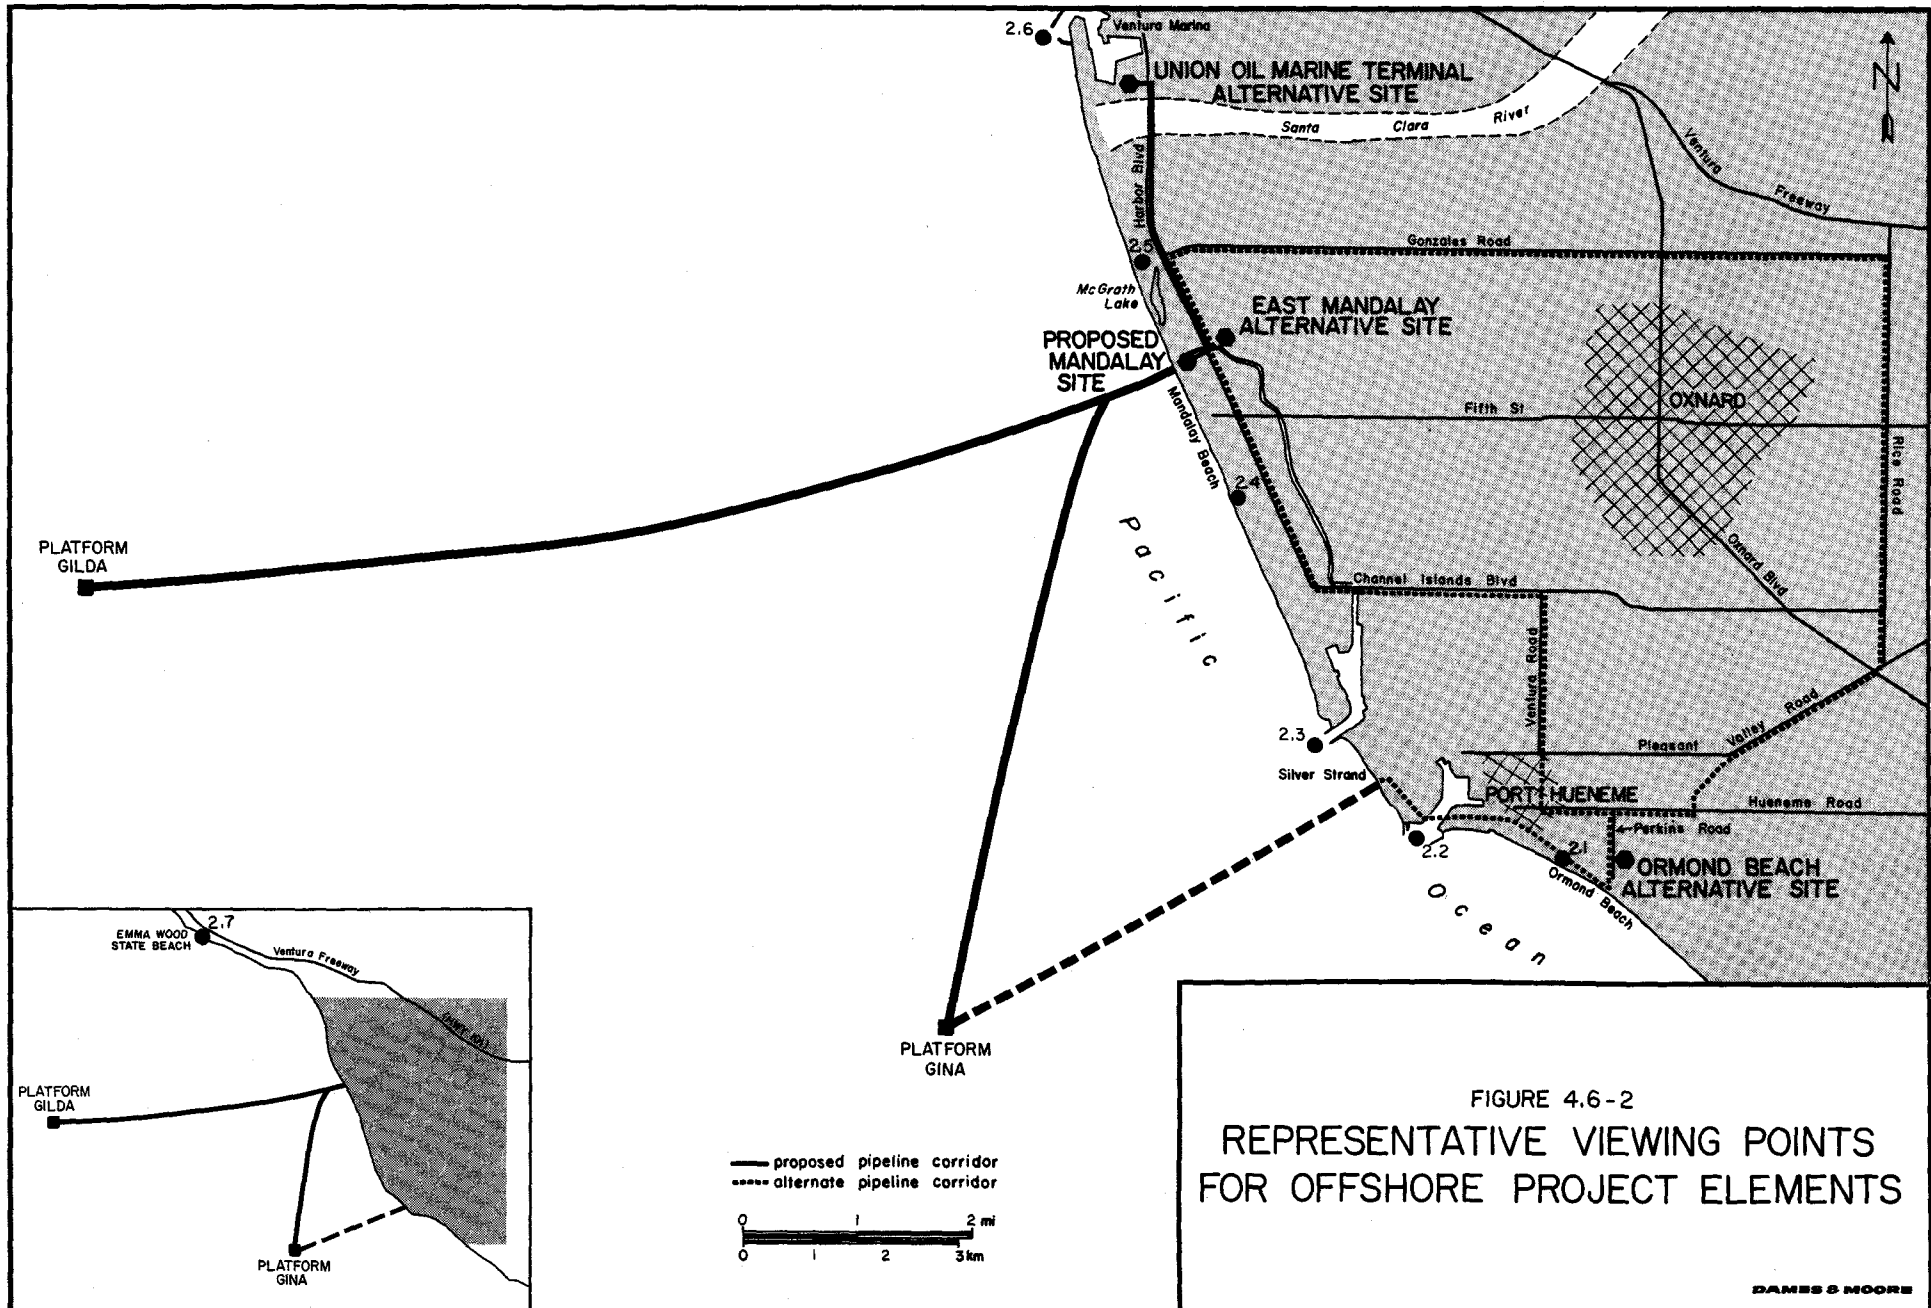 2.6
Ventura Marina
UNION OIL MARINE TERMINAL
ALTERNATIVE SITE
N
Santa Clara River
Harbor Blvd
Ventura Freeway
2.5
Gonzales Road
McGrath
Lake
EAST MANDALAY
ALTERNATIVE SITE
PROPOSED
MANDALAY
SITE
Mandalay Beach
Fifth St
OXNARD
Rice Road
2.4
Oxnard Blvd
Pacific
PLATFORM
GILDA
Channel Islands Blvd
Ventura Road
2.3
Silver Strand
Pleasant Valley Road
PORT HUENEME
Hueneme Road
Perkins Road
2.2
2.1
ORMOND BEACH
ALTERNATIVE SITE
Ormond Beach
Ocean
PLATFORM
GINA
2.7
EMMA WOOD
STATE BEACH
Ventura Freeway
PLATFORM
GILDA
PLATFORM
GINA
proposed pipeline corridor
alternate pipeline corridor
0 1 2 mi
0 1 2 3km
FIGURE 4.6-2
REPRESENTATIVE VIEWING POINTS
FOR OFFSHORE PROJECT ELEMENTS
DAMES & MOORE